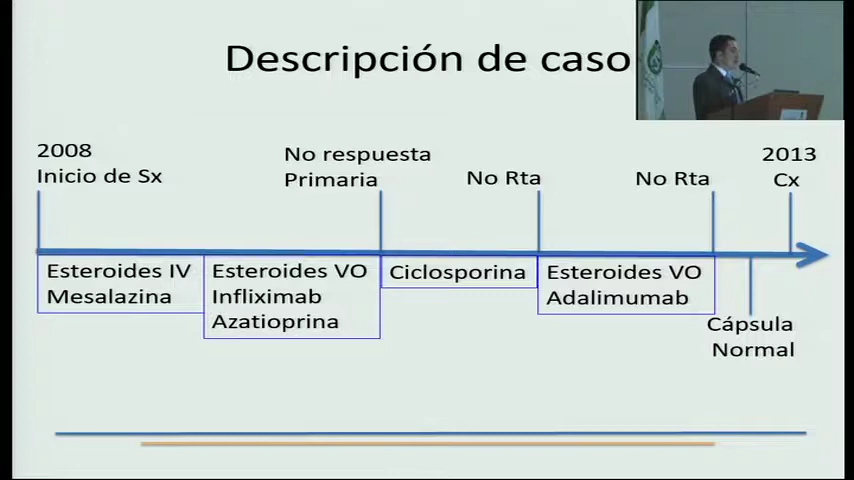 Descripción de caso
2008
Inicio de Sx
No respuesta
Primaria
No Rta
No Rta
2013
Cx
Esteroides IV
Mesalazina
Esteroides VO
Infliximab
Azatioprina
Ciclosporina
Esteroides VO
Adalimumab
Cápsula
Normal